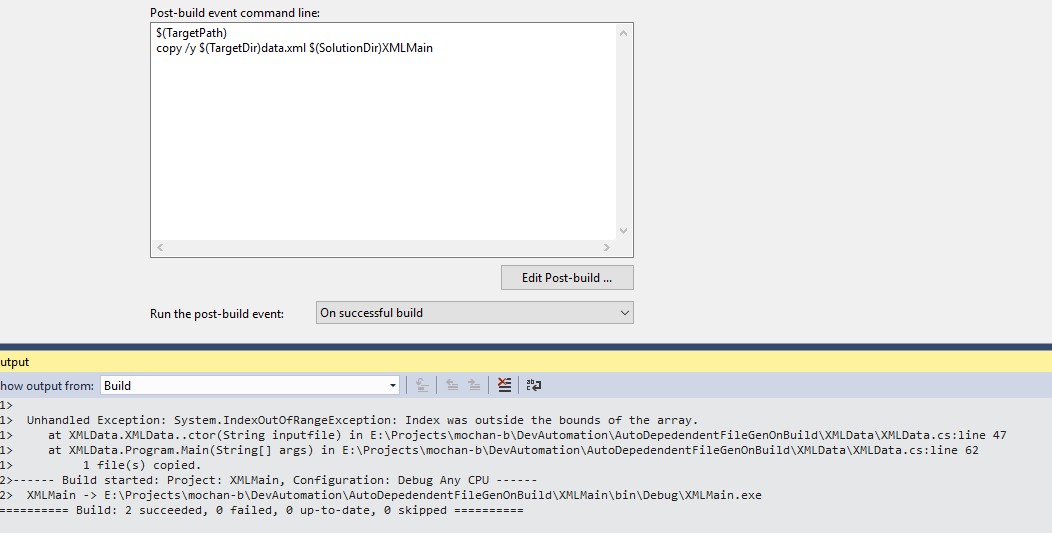 Post-build event command line:
$(TargetPath)
copy /y $(TargetDir)data.xml $(SolutionDir)XMLMain
Edit Post-build ...
Run the post-build event:
On successful build
utput
how output from:
Build
1>
1>  Unhandled Exception: System.IndexOutOfRangeException: Index was outside the bounds of the array.
1>     at XMLData.XMLData..ctor(String inputfile) in E:\Projects\mochan-b\DevAutomation\AutoDepedendentFileGenOnBuild\XMLData\XMLData.cs:line 47
1>     at XMLData.Program.Main(String[] args) in E:\Projects\mochan-b\DevAutomation\AutoDepedendentFileGenOnBuild\XMLData\XMLData.cs:line 62
1>          1 file(s) copied.
2>------ Build started: Project: XMLMain, Configuration: Debug Any CPU ------
2>  XMLMain -> E:\Projects\mochan-b\DevAutomation\AutoDepedendentFileGenOnBuild\XMLMain\bin\Debug\XMLMain.exe
========== Build: 2 succeeded, 0 failed, 0 up-to-date, 0 skipped ==========